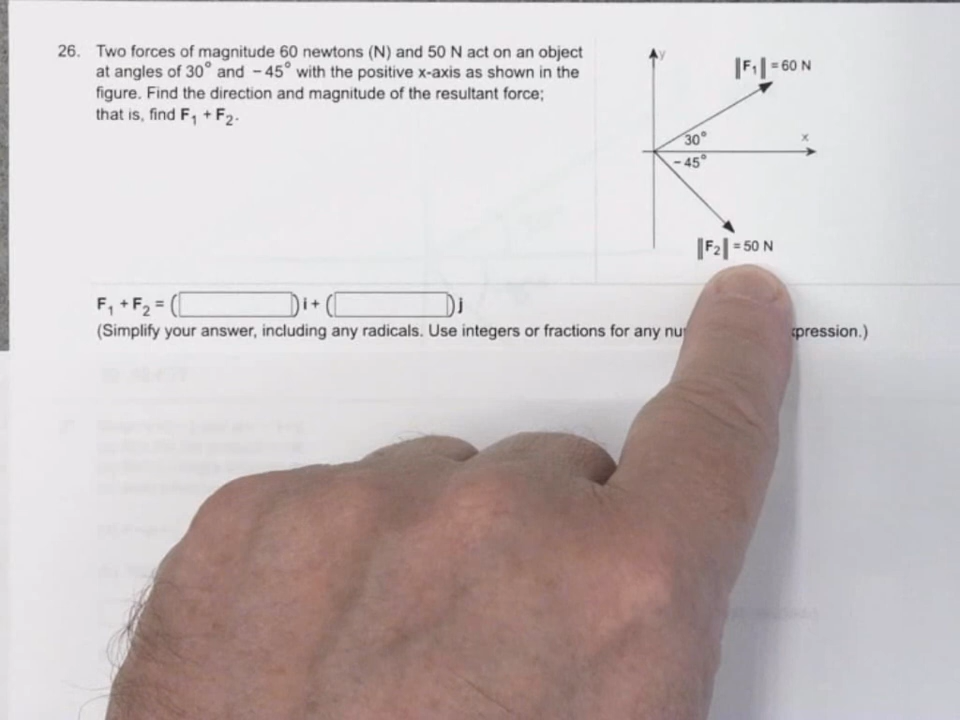 26. Two forces of magnitude 60 newtons (N) and 50 N act on an object
at angles of 30° and -45° with the positive x-axis as shown in the
figure. Find the direction and magnitude of the resultant force;
that is, find F₁ + F₂.
y
||F₁|| = 60 N
30°
x
-45°
||F₂|| = 50 N
F₁ + F₂ = ( )i + ( )j
(Simplify your answer, including any radicals. Use integers or fractions for any